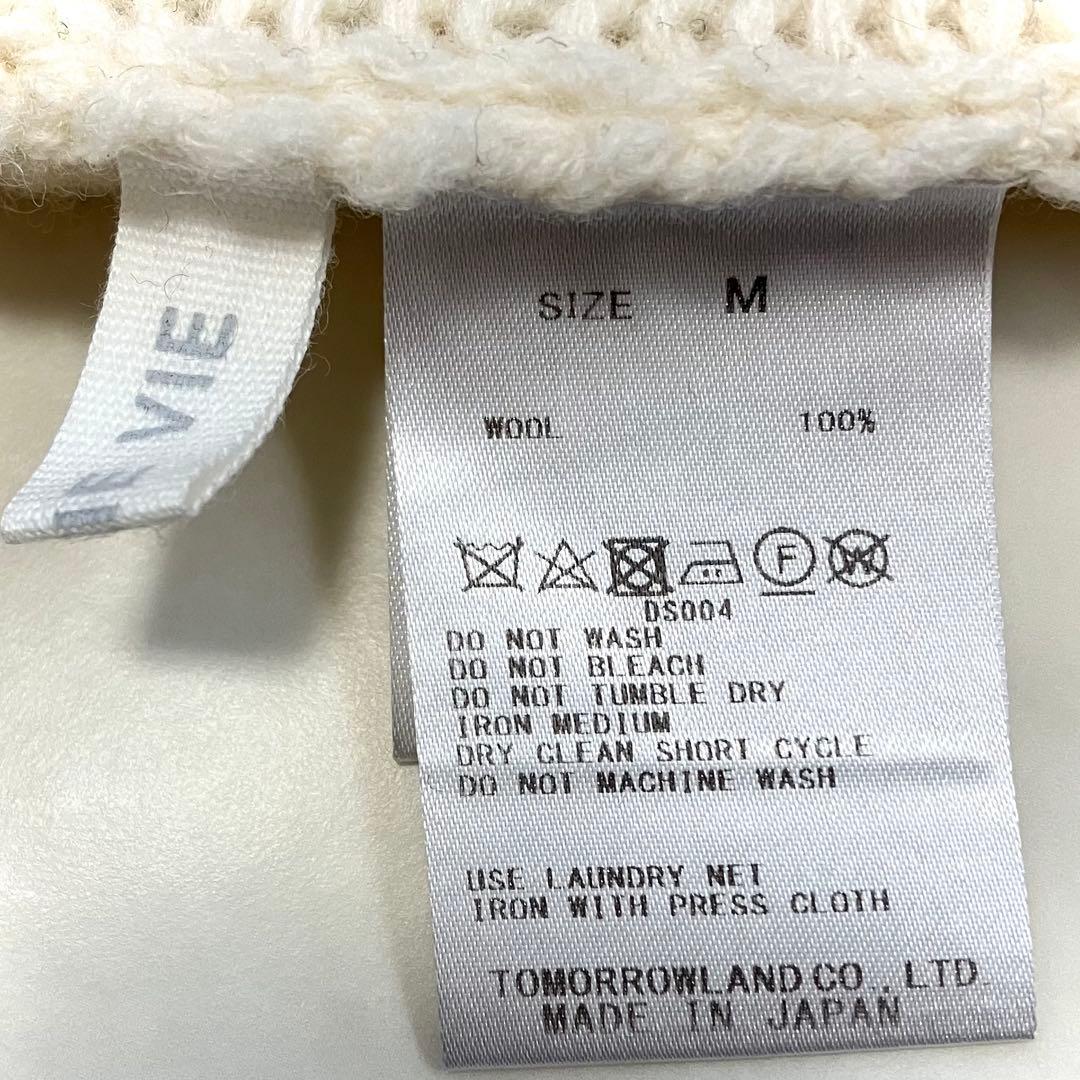 VIE
SIZE M
WOOL 100%
F W
DS004
DO NOT WASH
DO NOT BLEACH
DO NOT TUMBLE DRY
IRON MEDIUM
DRY CLEAN SHORT CYCLE
DO NOT MACHINE WASH
USE LAUNDRY NET
IRON WITH PRESS CLOTH
TOMORROWLAND CO., LTD.
MADE IN JAPAN